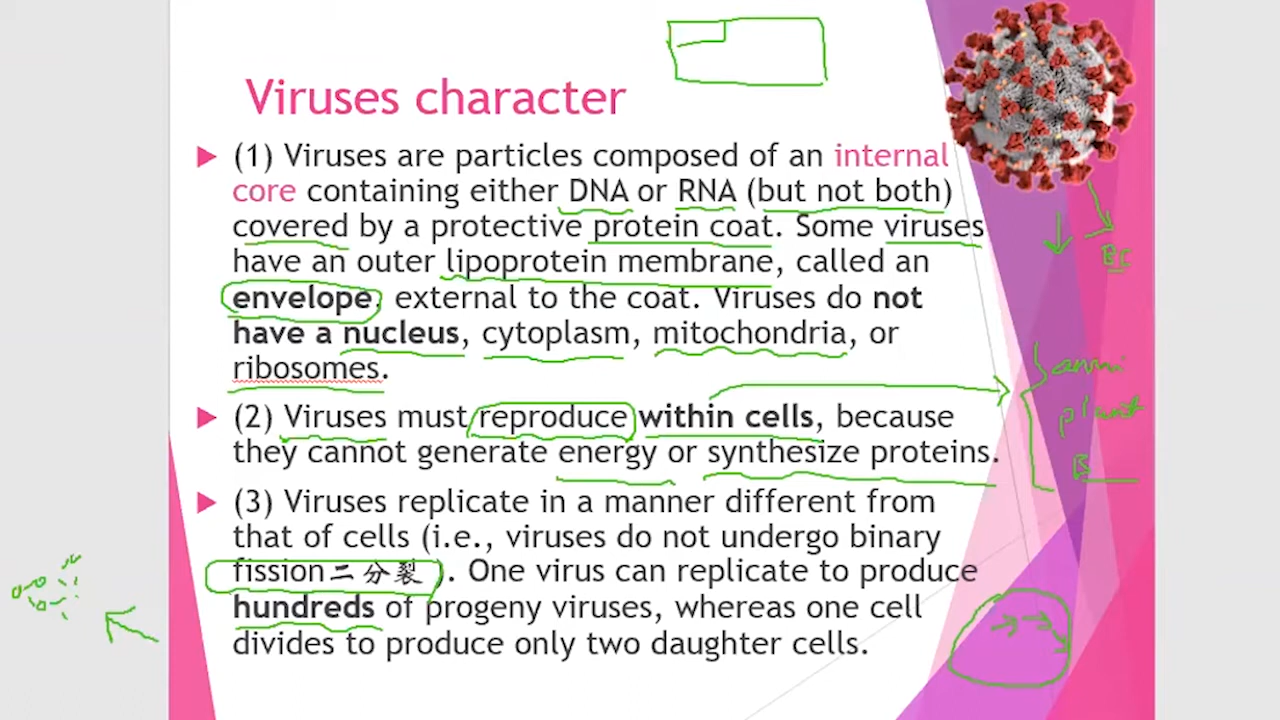 Viruses character
(1) Viruses are particles composed of an internal
core containing either DNA or RNA (but not both)
covered by a protective protein coat. Some viruses
have an outer lipoprotein membrane, called an
envelope, external to the coat. Viruses do not
have a nucleus, cytoplasm, mitochondria, or
ribosomes.
(2) Viruses must reproduce within cells, because
they cannot generate energy or synthesize proteins.
(3) Viruses replicate in a manner different from
that of cells (i.e., viruses do not undergo binary
fission二分裂). One virus can replicate to produce
hundreds of progeny viruses, whereas one cell
divides to produce only two daughter cells.
plant
B